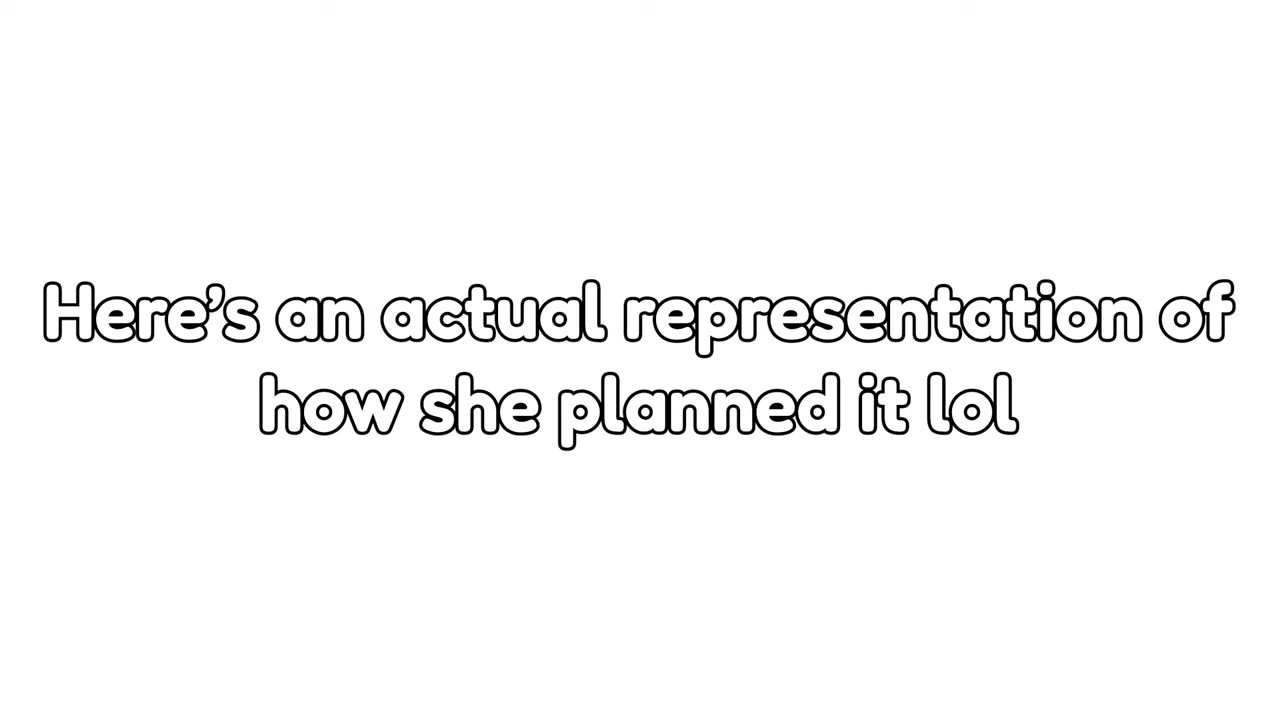 Here's an actual representation of
how she planned it lol